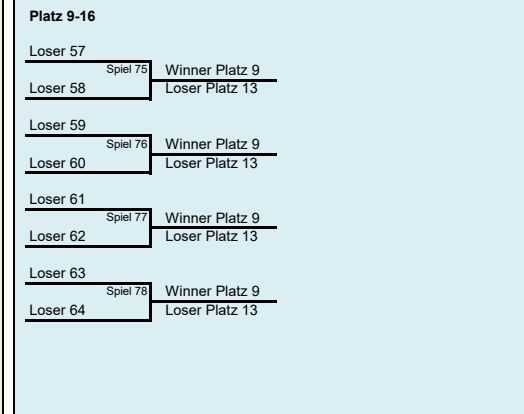 Platz 9-16
Loser 57
Spiel 75
Winner Platz 9
Loser 58
Loser Platz 13
Loser 59
Spiel 76
Winner Platz 9
Loser 60
Loser Platz 13
Loser 61
Spiel 77
Winner Platz 9
Loser 62
Loser Platz 13
Loser 63
Spiel 78
Winner Platz 9
Loser 64
Loser Platz 13